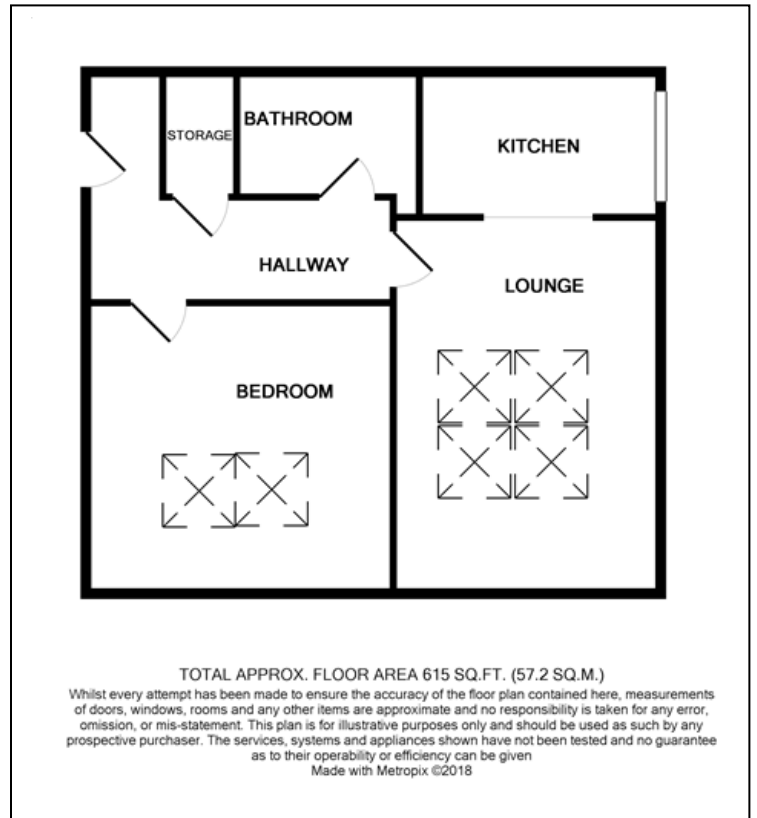 BATHROOM
STORAGE
KITCHEN
HALLWAY
LOUNGE
BEDROOM
TOTAL APPROX. FLOOR AREA 615 SQ.FT. (57.2 SQ.M.)
Whilst every attempt has been made to ensure the accuracy of the floor plan contained here, measurements
of doors, windows, rooms and any other items are approximate and no responsibility is taken for any error,
omission, or mis-statement. This plan is for illustrative purposes only and should be used as such by any
prospective purchaser. The services, systems and appliances shown have not been tested and no guarantee
as to their operability or efficiency can be given
Made with Metropix ©2018